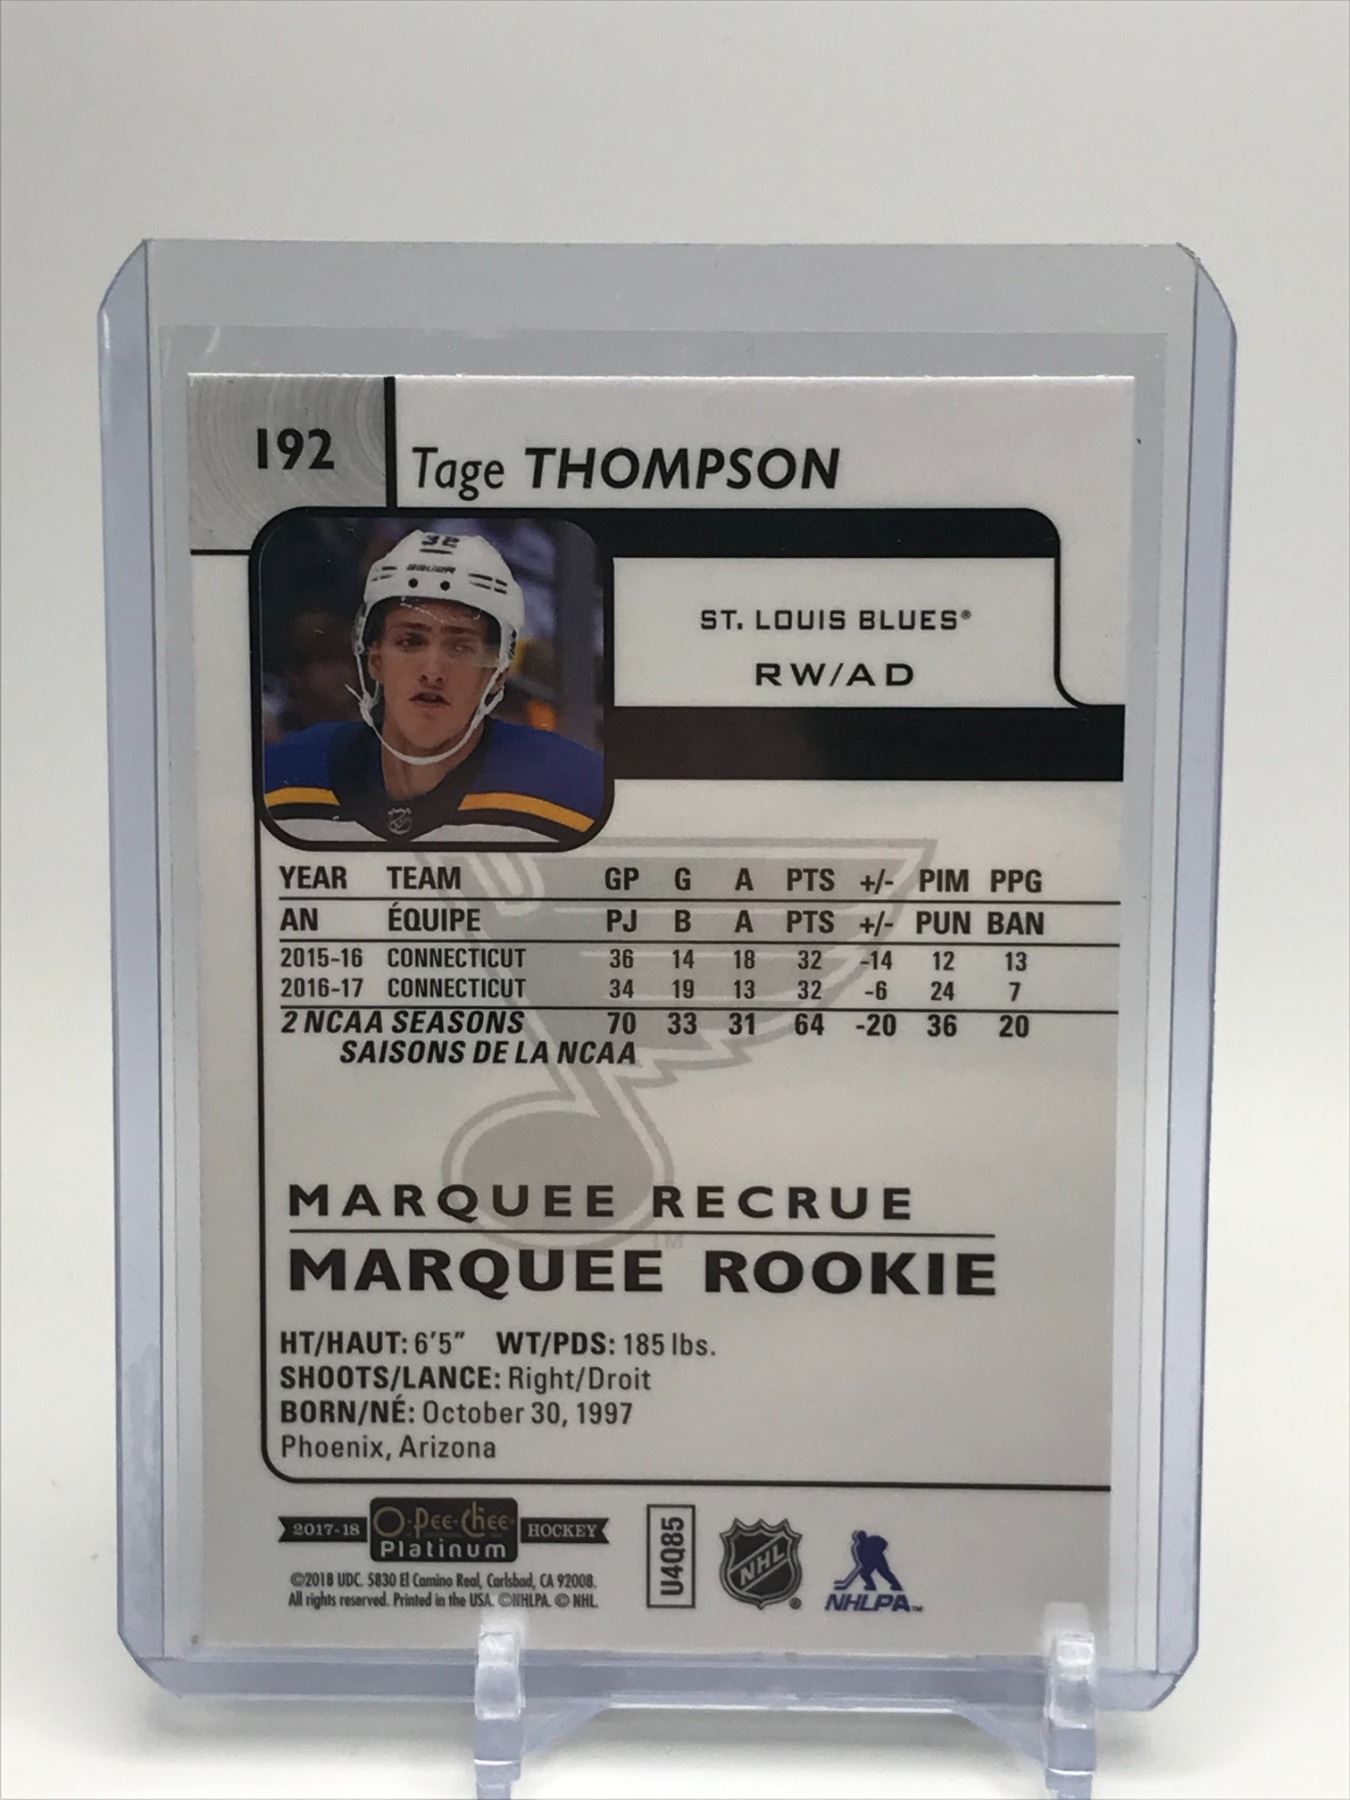 192
Tage THOMPSON
32
BAUER
ST. LOUIS BLUES®
RW/AD
YEAR TEAM GP G A PTS +/- PIM PPG
AN ÉQUIPE PJ B A PTS +/- PUN BAN
2015-16 CONNECTICUT 36 14 18 32 -14 12 13
2016-17 CONNECTICUT 34 19 13 32 -6 24 7
2 NCAA SEASONS 70 33 31 64 -20 36 20
SAISONS DE LA NCAA
MARQUEE RECRUE
TM
MARQUEE ROOKIE
HT/HAUT: 6'5" WT/PDS: 185 lbs.
SHOOTS/LANCE: Right/Droit
BORN/NÉ: October 30, 1997
Phoenix, Arizona
2017-18 O-Pee-Chee Platinum HOCKEY
©2018 UDC. 5830 El Camino Real, Carlsbad, CA 92008.
All rights reserved. Printed in the USA. ©NHLPA. © NHL.
U4Q85
NHL®
NHLPA™